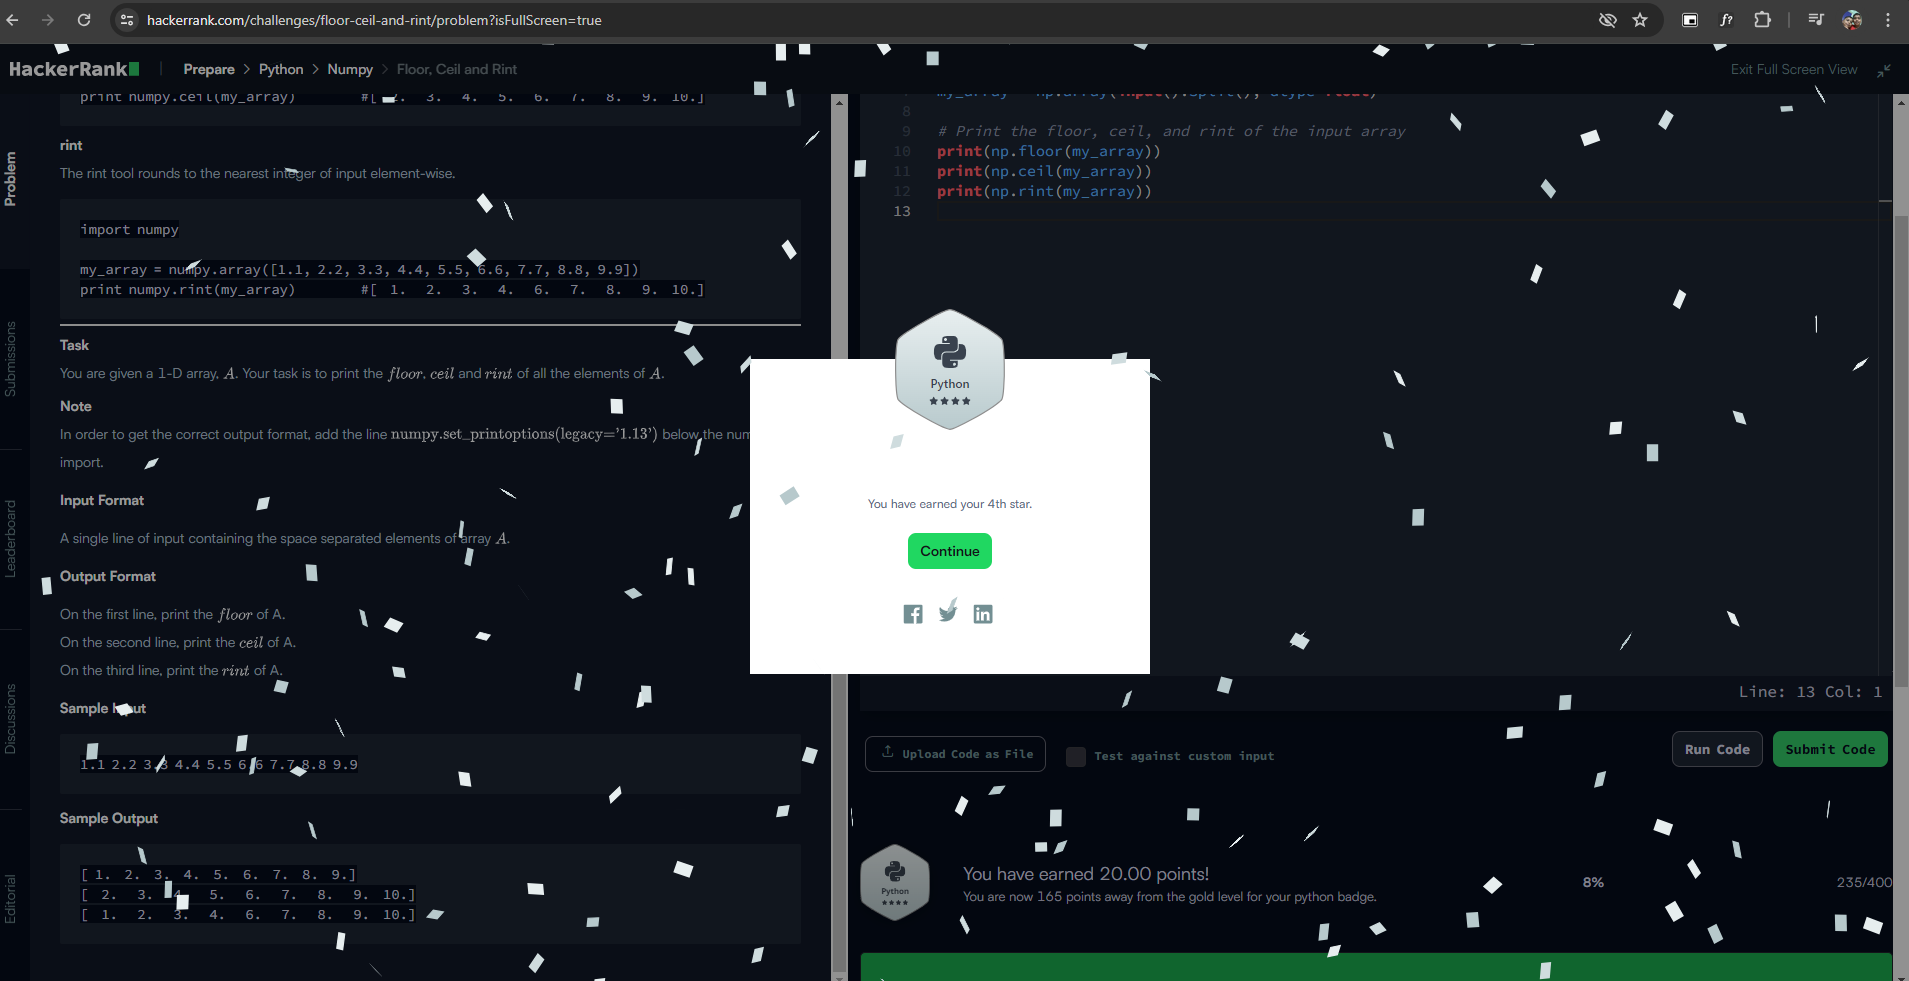 hackerrank.com/challenges/floor-ceil-and-rint/problem?isFullScreen=true
HackerRank
Prepare > Python > Numpy > Floor, Ceil and Rint
Exit Full Screen View
Problem
Submissions
Leaderboard
Discussions
Editorial
print numpy.ceil(my_array) #[ 2. 3. 4. 5. 6. 7. 8. 9. 10.]
rint
The rint tool rounds to the nearest integer of input element-wise.
import numpy
my_array = numpy.array([1.1, 2.2, 3.3, 4.4, 5.5, 6.6, 7.7, 8.8, 9.9])
print numpy.rint(my_array) #[ 1. 2. 3. 4. 6. 7. 8. 9. 10.]
Task
You are given a 1-D array, A. Your task is to print the floor, ceil and rint of all the elements of A.
Note
In order to get the correct output format, add the line numpy.set_printoptions(legacy='1.13') below the num
import.
Input Format
A single line of input containing the space separated elements of array A.
Output Format
On the first line, print the floor of A.
On the second line, print the ceil of A.
On the third line, print the rint of A.
Sample Input
1.1 2.2 3.3 4.4 5.5 6.6 7.7 8.8 9.9
Sample Output
[ 1. 2. 3. 4. 5. 6. 7. 8. 9.]
[ 2. 3. 4. 5. 6. 7. 8. 9. 10.]
[ 1. 2. 3. 4. 6. 7. 8. 9. 10.]
my_array = np.array(input().split(), dtype=float)
8
9 # Print the floor, ceil, and rint of the input array
10 print(np.floor(my_array))
11 print(np.ceil(my_array))
12 print(np.rint(my_array))
13
Python
You have earned your 4th star.
Continue
Line: 13 Col: 1
Upload Code as File
Test against custom input
Run Code
Submit Code
Python
You have earned 20.00 points!
You are now 165 points away from the gold level for your python badge.
8%
235/400